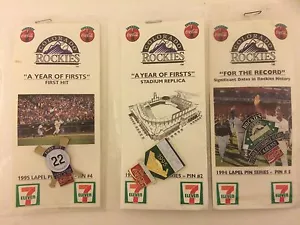 COLORADO
ROCKIES
"A YEAR OF FIRSTS"
FIRST HIT
22
1995 LAPEL PIN #4
7
ELEVEN
COLORADO
ROCKIES
"A YEAR OF FIRSTS"
STADIUM REPLICA
SERIES - PIN #2
7
ELEVEN
COLORADO
ROCKIES
"FOR THE RECORD"
Significant Dates in Rockies History
1994 LAPEL PIN SERIES - PIN # 3
7
ELEVEN